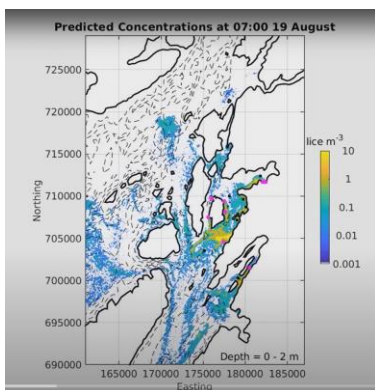 Predicted Concentrations at 07:00 19 August
725000
720000
715000
710000
705000
700000
695000
690000
Northing
165000 170000 175000 180000 185000
Easting
Depth = 0 - 2 m
lice m-3
10
1
0.1
0.01
0.001